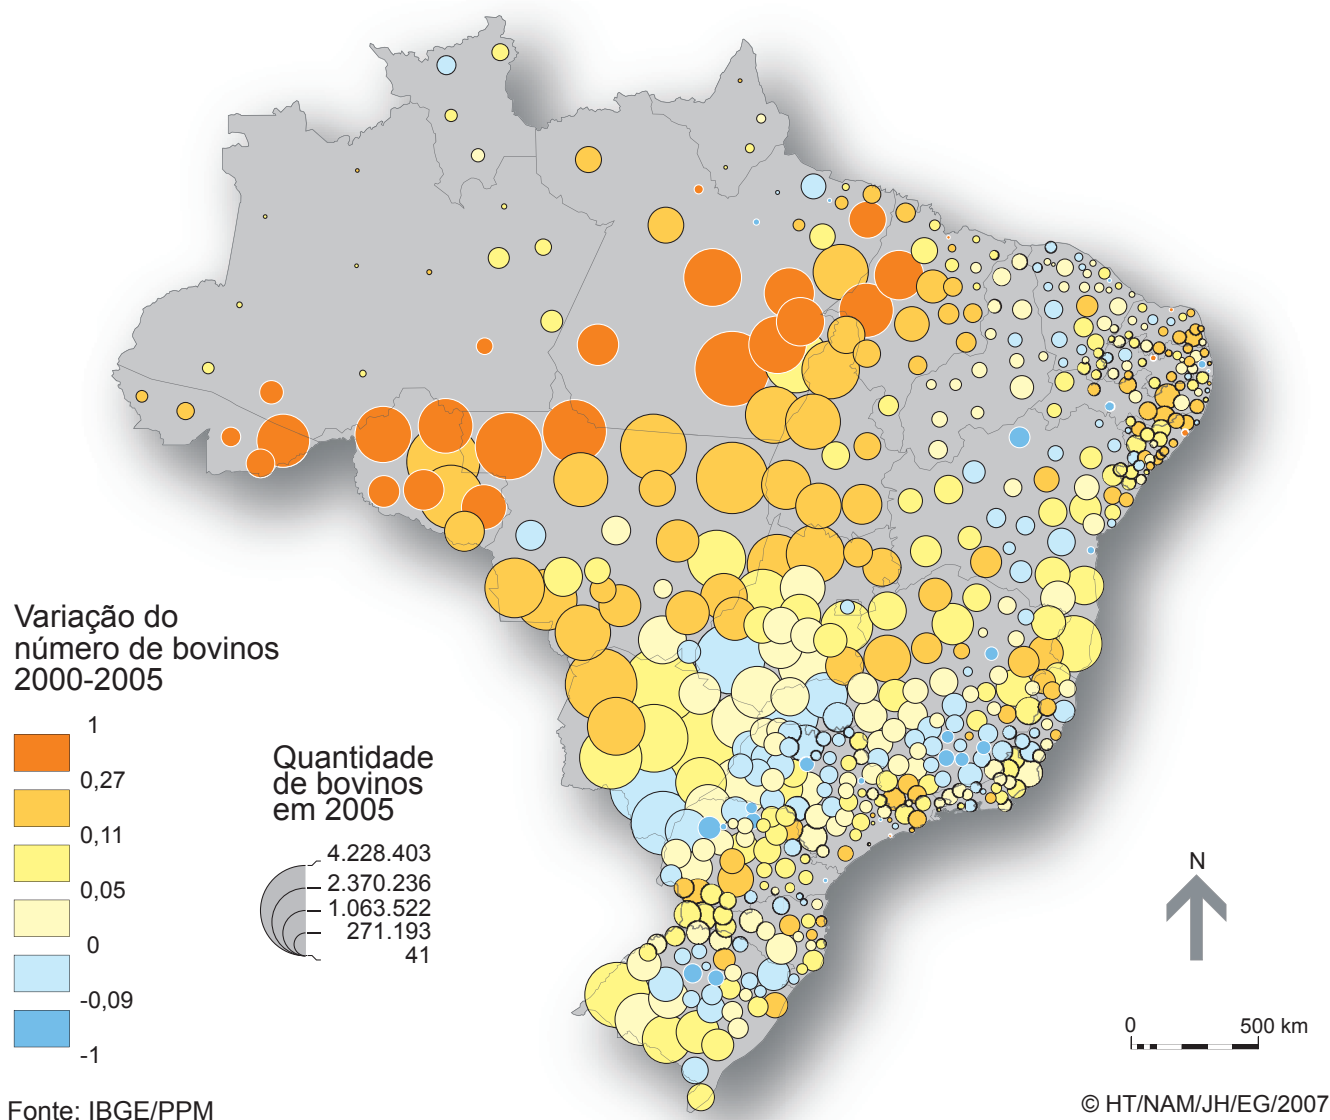 Variação do
número de bovinos
2000-2005
1
0,27
0,11
0,05
0
-0,09
-1
Quantidade
de bovinos
em 2005
4.228.403
2.370.236
1.063.522
271.193
41
N
0 500 km
Fonte: IBGE/PPM
© HT/NAM/JH/EG/2007